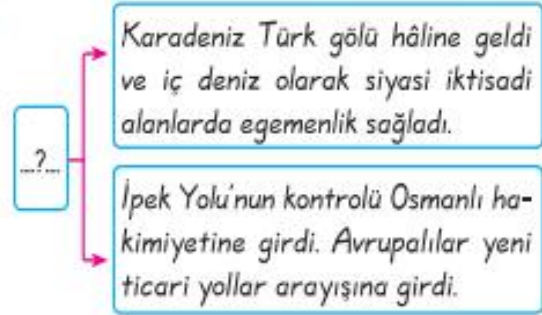 Karadeniz Türk gölü hâline geldi
ve iç deniz olarak siyasi iktisadi
alanlarda egemenlik sağladı.
...?...
İpek Yolu'nun kontrolü Osmanlı ha-
kimiyetine girdi. Avrupalılar yeni
ticari yollar arayışına girdi.